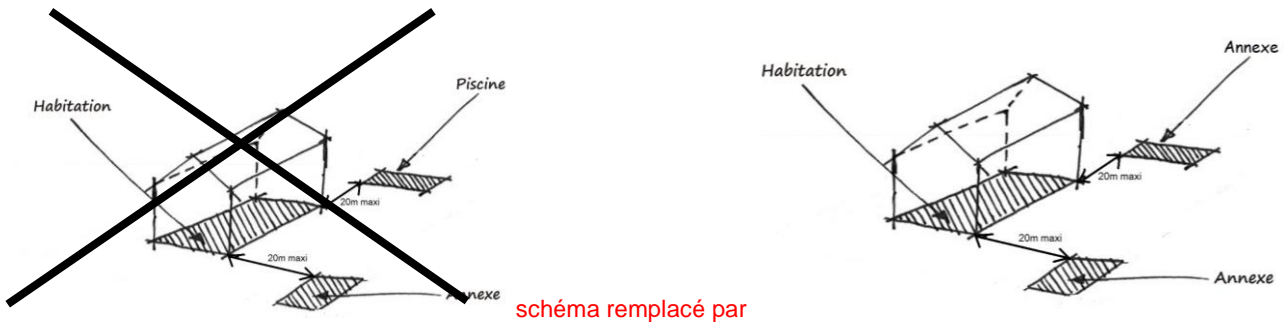 Piscine
Habitation
20m maxi
20m maxi
Annexe
schéma remplacé par
Annexe
Habitation
20m maxi
20m maxi
Annexe